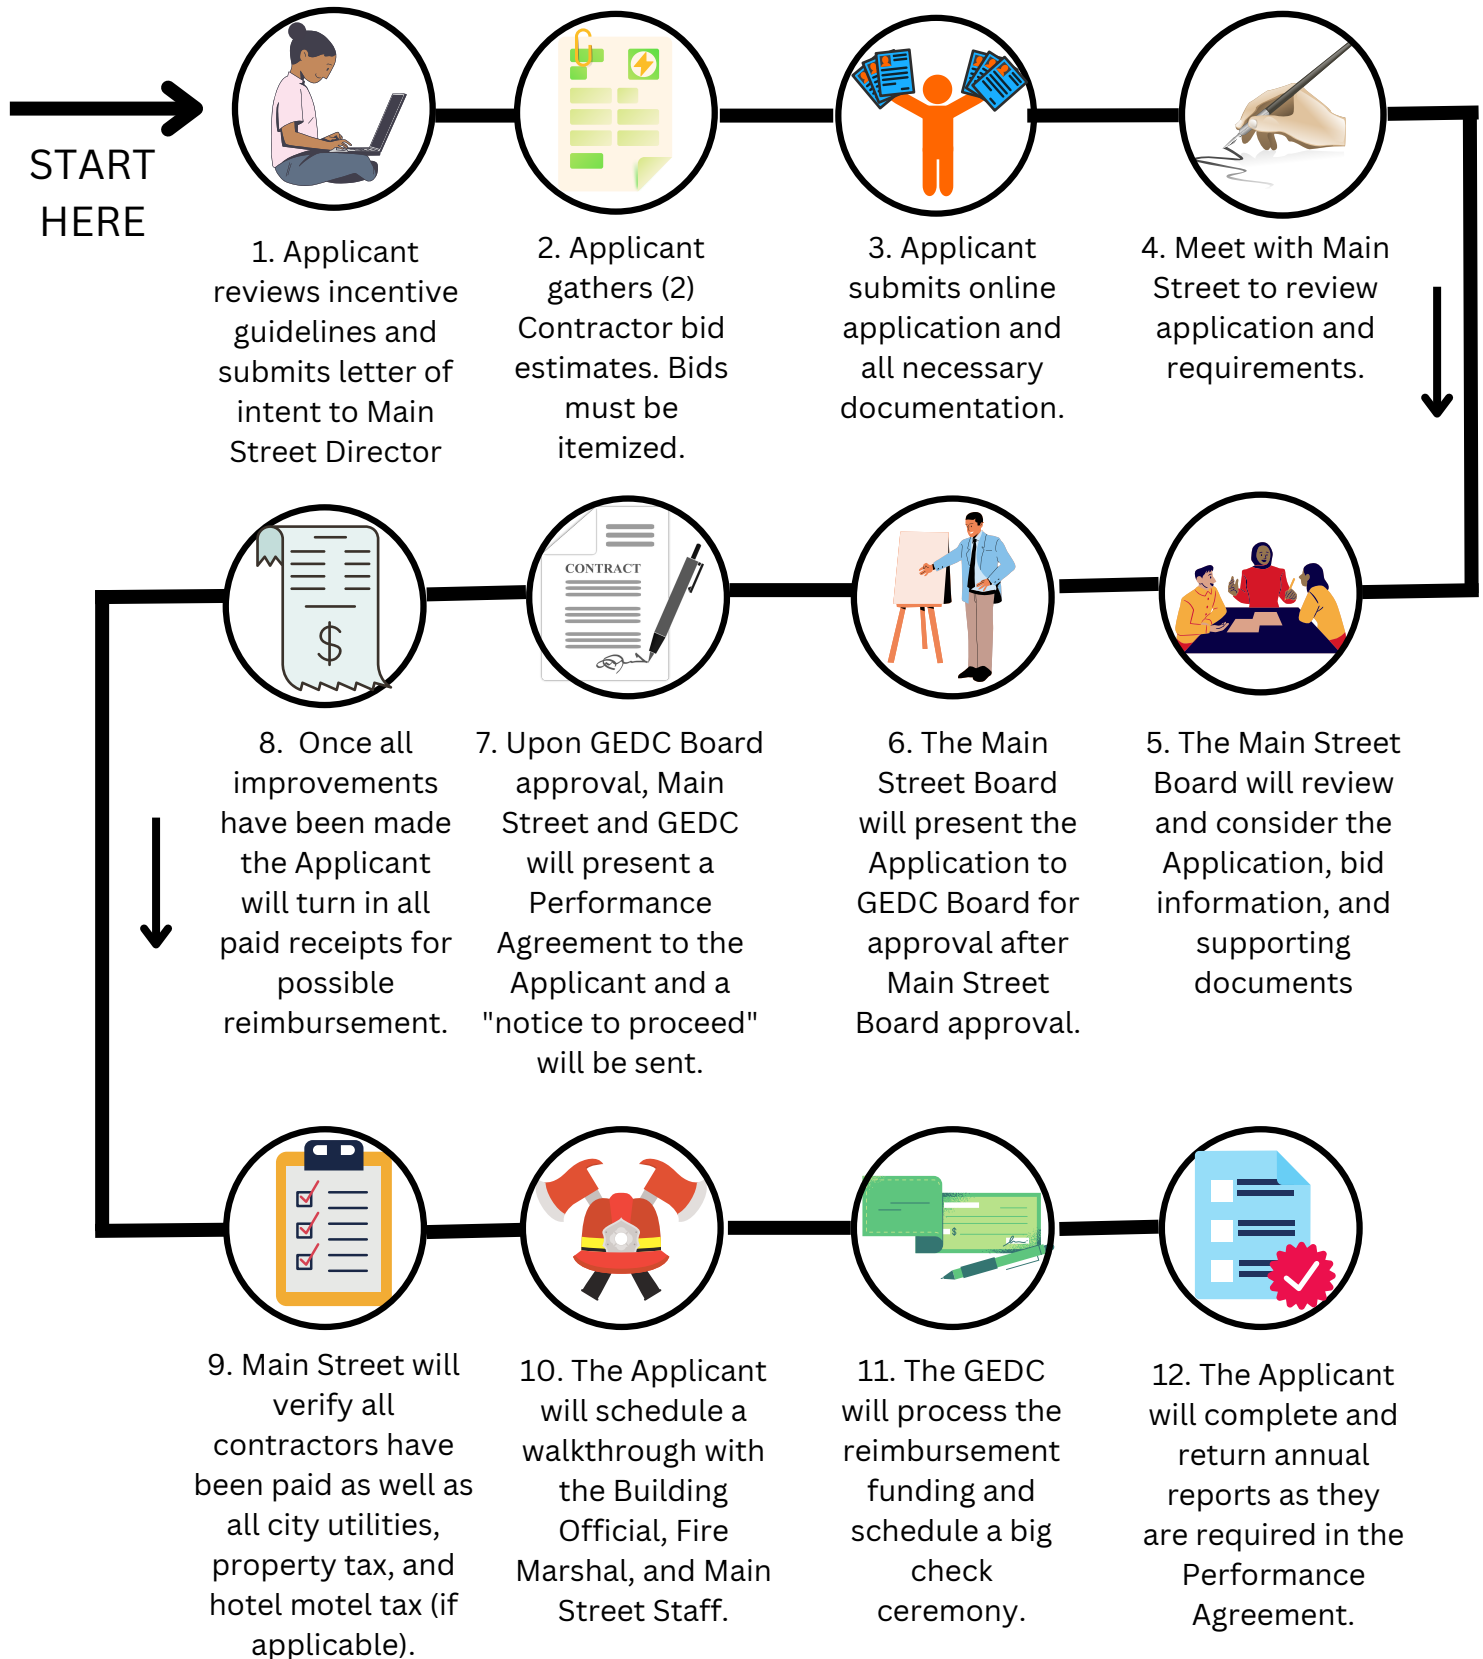 START
HERE
1. Applicant
reviews incentive
guidelines and
submits letter of
intent to Main
Street Director
2. Applicant
gathers (2)
Contractor bid
estimates. Bids
must be
itemized.
3. Applicant
submits online
application and
all necessary
documentation.
4. Meet with Main
Street to review
application and
requirements.
5. The Main Street
Board will review
and consider the
Application, bid
information, and
supporting
documents
6. The Main
Street Board
will present the
Application to
GEDC Board for
approval after
Main Street
Board approval.
CONTRACT
7. Upon GEDC Board
approval, Main
Street and GEDC
will present a
Performance
Agreement to the
Applicant and a
"notice to proceed"
will be sent.
$
8.  Once all
improvements
have been made
the Applicant
will turn in all
paid receipts for
possible
reimbursement.
9. Main Street will
verify all
contractors have
been paid as well as
all city utilities,
property tax, and
hotel motel tax (if
applicable).
10. The Applicant
will schedule a
walkthrough with
the Building
Official, Fire
Marshal, and Main
Street Staff.
$
11. The GEDC
will process the
reimbursement
funding and
schedule a big
check
ceremony.
12. The Applicant
will complete and
return annual
reports as they
are required in the
Performance
Agreement.